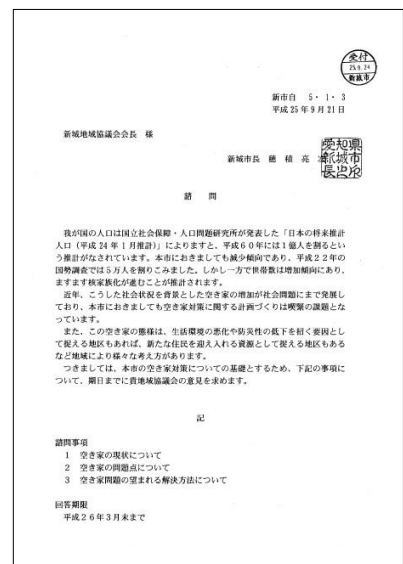 受付
25.9.24
新城市
新市自 5・1・3
平成25年9月21日
新城地域協議会会長 様
新城市長 穂積亮次
愛知県新城市長之印
諮問
我が国の人口は国立社会保障・人口問題研究所が発表した「日本の将来推計
人口(平成24年1月推計)」によりますと、平成60年には1億人を割るとい
う推計がなされています。本市におきましても減少傾向であり、平成22年の
国勢調査では5万人を割りこみました。しかし一方で世帯数は増加傾向にあり、
ますます核家族化が進むことが推計されます。
近年、こうした社会状況を背景とした空き家の増加が社会問題にまで発展し
ており、本市におきましても空き家対策に関する計画づくりは喫緊の課題とな
っています。
また、この空き家の態様は、生活環境の悪化や防災性の低下を招く要因とし
て捉える地区もあれば、新たな住民を迎え入れる資源として捉える地区もある
など地域により様々な考え方があります。
つきましては、本市の空き家対策についての基礎とするため、下記の事項に
ついて、期日までに貴地域協議会の意見を求めます。
記
諮問事項
1 空き家の現状について
2 空き家の問題点について
3 空き家問題の望まれる解決方法について
回答期限
平成26年3月末まで